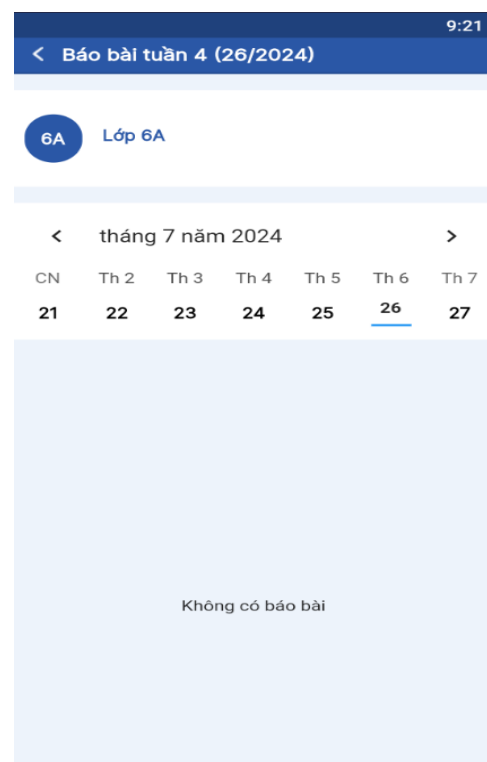 9:21
< Báo bài tuần 4 (26/2024)
6A Lớp 6A
< tháng 7 năm 2024 >
CN Th 2 Th 3 Th 4 Th 5 Th 6 Th 7
21 22 23 24 25 26 27
Không có báo bài